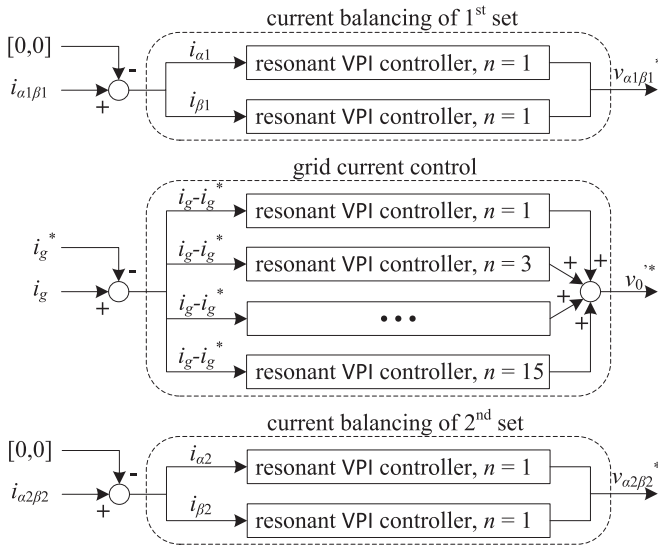 current balancing of 1st set
[0,0]
-
iα1
resonant VPI controller, n = 1
vα1β1*
iα1β1
+
iβ1
resonant VPI controller, n = 1
grid current control
ig-ig*
resonant VPI controller, n = 1
ig*
-
ig-ig*
resonant VPI controller, n = 3
+
+
v0'*
ig
+
ig-ig*
•••
+
+
ig-ig*
resonant VPI controller, n = 15
current balancing of 2nd set
[0,0]
-
iα2
resonant VPI controller, n = 1
vα2β2*
iα2β2
+
iβ2
resonant VPI controller, n = 1